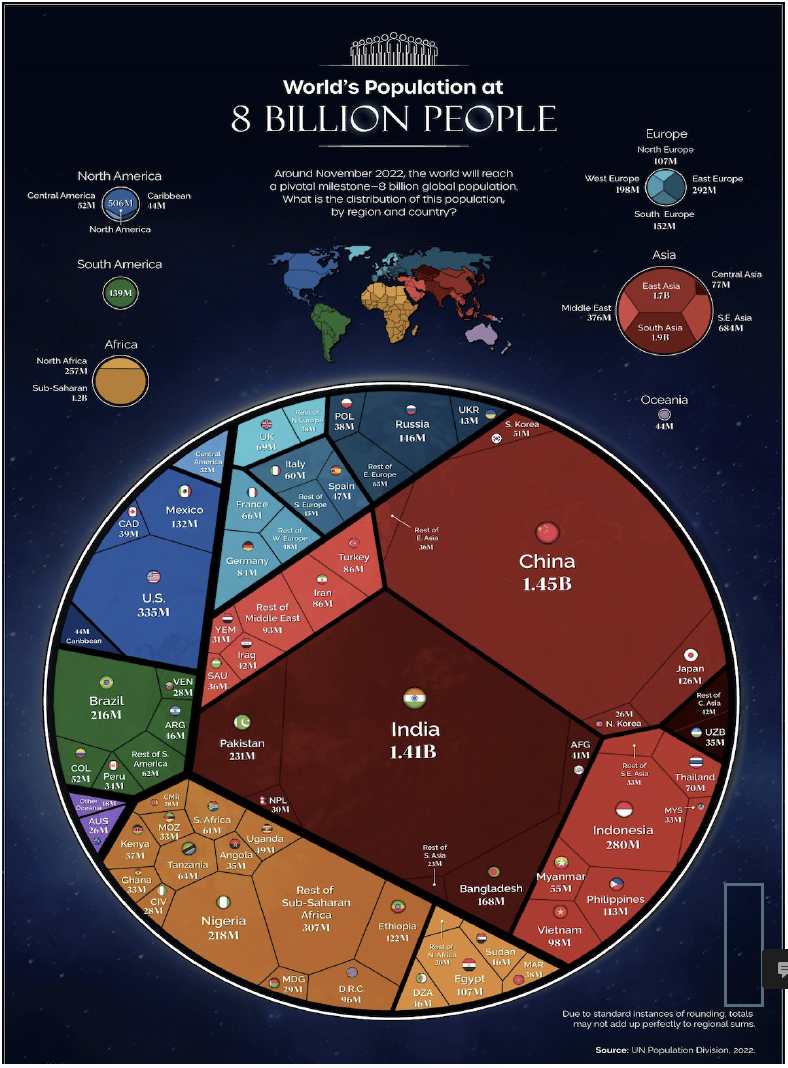 World's Population at
8 BILLION PEOPLE
Around November 2022, the world will reach
a pivotal milestone—8 billion global population.
What is the distribution of this population,
by region and country?
North America
Central America
52M
506M
Caribbean
44M
North America
South America
439M
Africa
North Africa
257M
Sub-Saharan
1.2B
Europe
North Europe
107M
West Europe
198M
East Europe
292M
South Europe
152M
Asia
Central Asia
77M
East Asia
1.7B
Middle East
376M
S.E. Asia
684M
South Asia
1.9B
Oceania
44M
Central
America
52M
Mexico
132M
CAD
39M
U.S.
335M
44M
Caribbean
UK
69M
Rest of
N. Europe
38M
France
66M
Germany
84M
Rest of
W. Europe
48M
Italy
60M
Spain
47M
Rest of
S. Europe
45M
POL
38M
Russia
146M
UKR
43M
Rest of
E. Europe
65M
S. Korea
51M
Rest of
E. Asia
36M
China
1.45B
Japan
126M
26M
N. Korea
Rest of
C. Asia
42M
UZB
35M
Turkey
86M
Iran
86M
Rest of
Middle East
93M
YEM
31M
Iraq
42M
SAU
36M
India
1.41B
Pakistan
231M
AFG
41M
NPL
30M
Rest of
S. Asia
23M
Bangladesh
168M
Rest of
S.E. Asia
33M
Thailand
70M
MYS
33M
Indonesia
280M
Myanmar
55M
Philippines
113M
Vietnam
98M
Brazil
216M
VEN
28M
ARG
46M
COL
52M
Peru
34M
Rest of S.
America
62M
Other
Oceania
18M
AUS
26M
CMR
28M
MOZ
33M
S. Africa
61M
Kenya
57M
Tanzania
64M
Angola
35M
Uganda
49M
Ghana
33M
CIV
28M
Nigeria
218M
Rest of
Sub-Saharan
Africa
307M
Ethiopia
122M
MDG
29M
D.R.C.
96M
Rest of
N. Africa
20M
Sudan
46M
Egypt
107M
MAR
38M
DZA
46M
Due to standard instances of rounding, totals
may not add up perfectly to regional sums.
Source: UN Population Division, 2022.